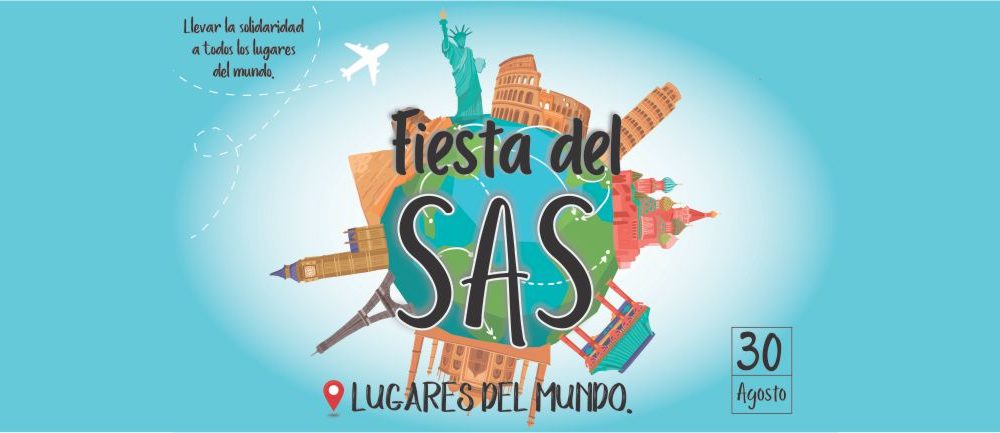 Llevar la solidaridad
a todos los lugares
del mundo.
Fiesta del
SAS
LUGARES DEL MUNDO.
30
Agosto